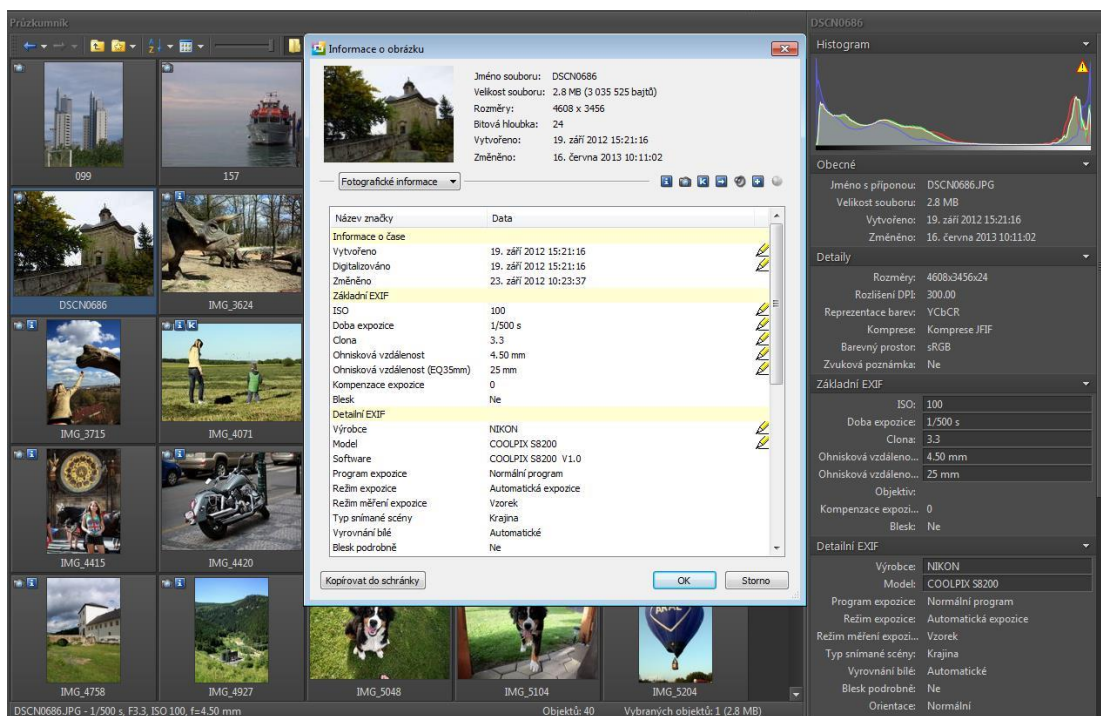 Průzkumník
099
157
DSCN0686
IMG_3624
IMG_3715
IMG_4071
IMG_4415
IMG_4420
IMG_4758
IMG_4927
IMG_5048
IMG_5104
IMG_5204
DSCN0686.JPG - 1/500 s, F3.3, ISO 100, f=4.50 mm
Objektů: 40
Vybraných objektů: 1 (2.8 MB)
Informace o obrázku
Jméno souboru: DSCN0686
Velikost souboru: 2.8 MB (3 035 525 bajtů)
Rozměry: 4608 x 3456
Bitová hloubka: 24
Vytvořeno: 19. září 2012 15:21:16
Změněno: 16. června 2013 10:11:02
Fotografické informace
Název značky Data
Informace o čase
Vytvořeno 19. září 2012 15:21:16
Digitalizováno 19. září 2012 15:21:16
Změněno 23. září 2012 10:23:37
Základní EXIF
ISO 100
Doba expozice 1/500 s
Clona 3.3
Ohnisková vzdálenost 4.50 mm
Ohnisková vzdálenost (EQ35mm) 25 mm
Kompenzace expozice 0
Blesk Ne
Detailní EXIF
Výrobce NIKON
Model COOLPIX S8200
Software COOLPIX S8200 V1.0
Program expozice Normální program
Režim expozice Automatická expozice
Režim měření expozice Vzorek
Typ snímané scény Krajina
Vyrovnání bílé Automatické
Blesk podrobně Ne
Kopírovat do schránky
OK
Storno
DSCN0686
Histogram
Obecné
Jméno s příponou: DSCN0686.JPG
Velikost souboru: 2.8 MB
Vytvořeno: 19. září 2012 15:21:16
Změněno: 16. června 2013 10:11:02
Detaily
Rozměry: 4608x3456x24
Rozlišení DPI: 300.00
Reprezentace barev: YCbCR
Komprese: Komprese JFIF
Barevný prostor: sRGB
Zvuková poznámka: Ne
Základní EXIF
ISO: 100
Doba expozice: 1/500 s
Clona: 3.3
Ohnisková vzdáleno... 4.50 mm
Ohnisková vzdáleno... 25 mm
Objektiv:
Kompenzace expozi... 0
Blesk: Ne
Detailní EXIF
Výrobce: NIKON
Model: COOLPIX S8200
Program expozice: Normální program
Režim expozice: Automatická expozice
Režim měření expozi... Vzorek
Typ snímané scény: Krajina
Vyrovnání bílé: Automatické
Blesk podrobně: Ne
Orientace: Normální